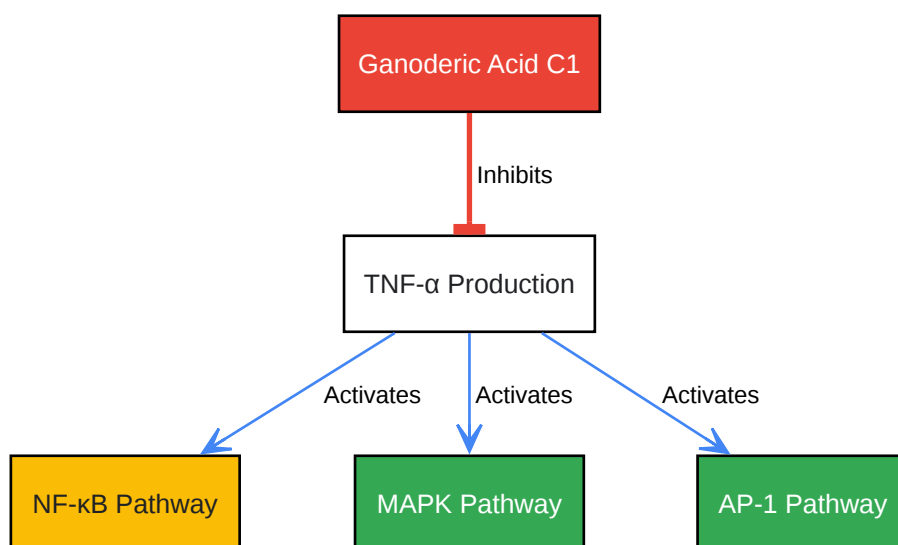 Ganoderic Acid C1
Inhibits
TNF-α Production
Activates
Activates
Activates
NF-κB Pathway
MAPK Pathway
AP-1 Pathway